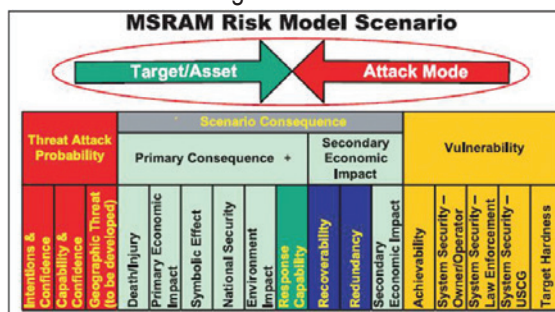 MSRAM Risk Model Scenario
Target/Asset
Attack Mode
Threat Attack
Probability
Scenario Consequence
Primary Consequence +
Secondary
Economic
Impact
Vulnerability
Intentions &
Confidence
Capability &
Confidence
Geographic Threat
(to be developed)
Death/Injury
Primary Economic
Impact
Symbolic Effect
National Security
Environment
Impact
Response
Capability
Recoverability
Redundancy
Secondary
Economic Impact
Achievability
System Security –
Owner/Operator
System Security –
Law Enforcement
System Security –
USCG
Target Hardness